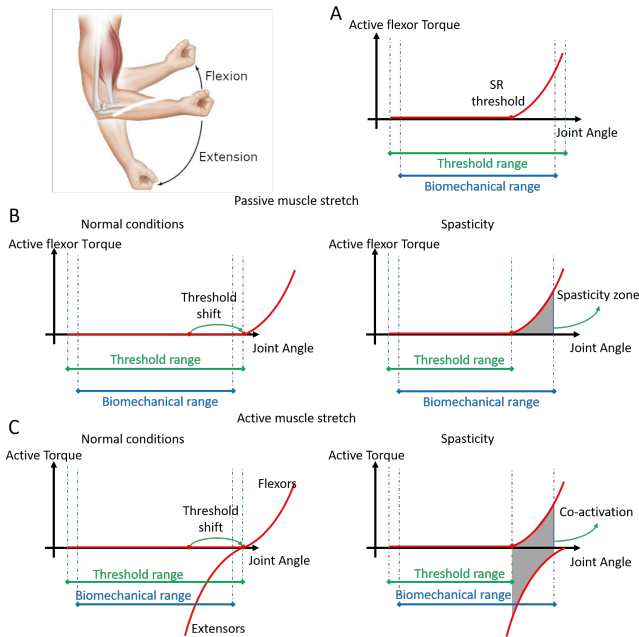 A
Active flexor Torque
Flexion
Extension
SR
threshold
Joint Angle
Threshold range
Biomechanical range
Passive muscle stretch
B
Normal conditions
Spasticity
Active flexor Torque
Active flexor Torque
Threshold
shift
Spasticity zone
Joint Angle
Joint Angle
Threshold range
Threshold range
Biomechanical range
Biomechanical range
Active muscle stretch
C
Normal conditions
Spasticity
Active Torque
Active Torque
Flexors
Threshold
shift
Co-activation
Joint Angle
Joint Angle
Threshold range
Threshold range
Biomechanical range
Biomechanical range
Extensors